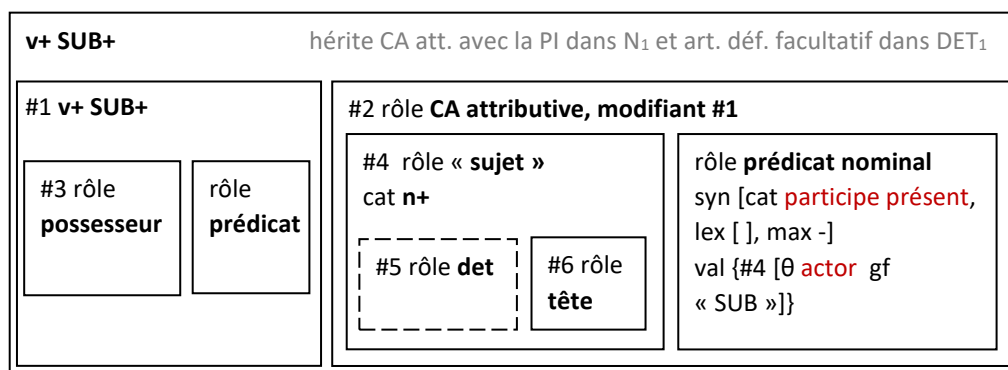 v+ SUB+ hérite CA att. avec la PI dans N₁ et art. déf. facultatif dans DET₁
#1 v+ SUB+
#3 rôle
possesseur
rôle
prédicat
#2 rôle CA attributive, modifiant #1
#4 rôle « sujet »
cat n+
#5 rôle det
#6 rôle
tête
rôle prédicat nominal
syn [cat participe présent,
lex [ ], max -]
val {#4 [θ actor gf
« SUB »]}